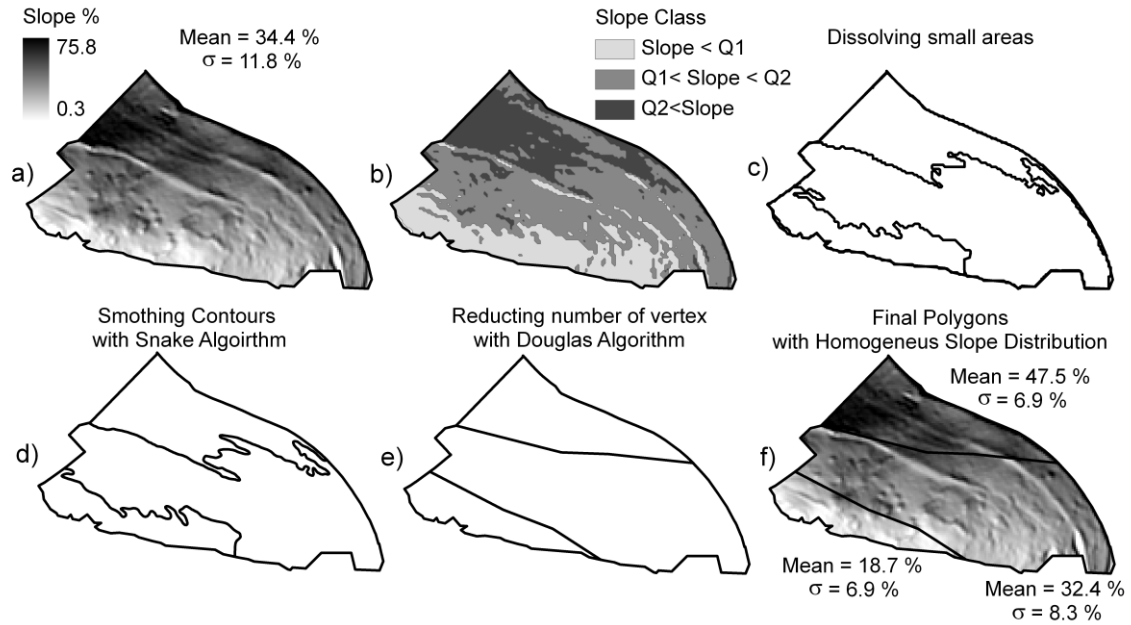 Slope %
75.8
0.3
Mean = 34.4 %
σ = 11.8 %
a)
Slope Class
Slope < Q1
Q1< Slope < Q2
Q2<Slope
b)
Dissolving small areas
c)
Smothing Contours
with Snake Algoirthm
d)
Reducting number of vertex
with Douglas Algorithm
e)
Final Polygons
with Homogeneus Slope Distribution
Mean = 47.5 %
σ = 6.9 %
f)
Mean = 18.7 %
σ = 6.9 %
Mean = 32.4 %
σ = 8.3 %